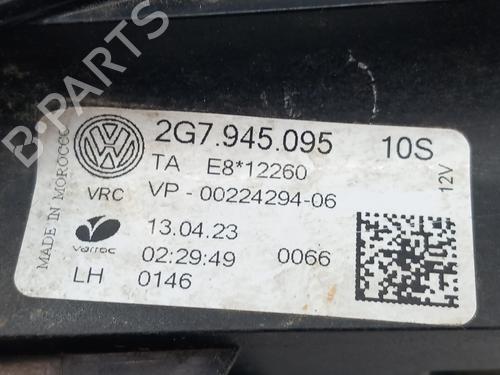 B-PARTS
MADE IN MOROCCO
2G7.945.095 10S
TA E8*12260
12V
VRC VP - 00224294-06
13.04.23
varroc 02:29:49 0066
LH 0146